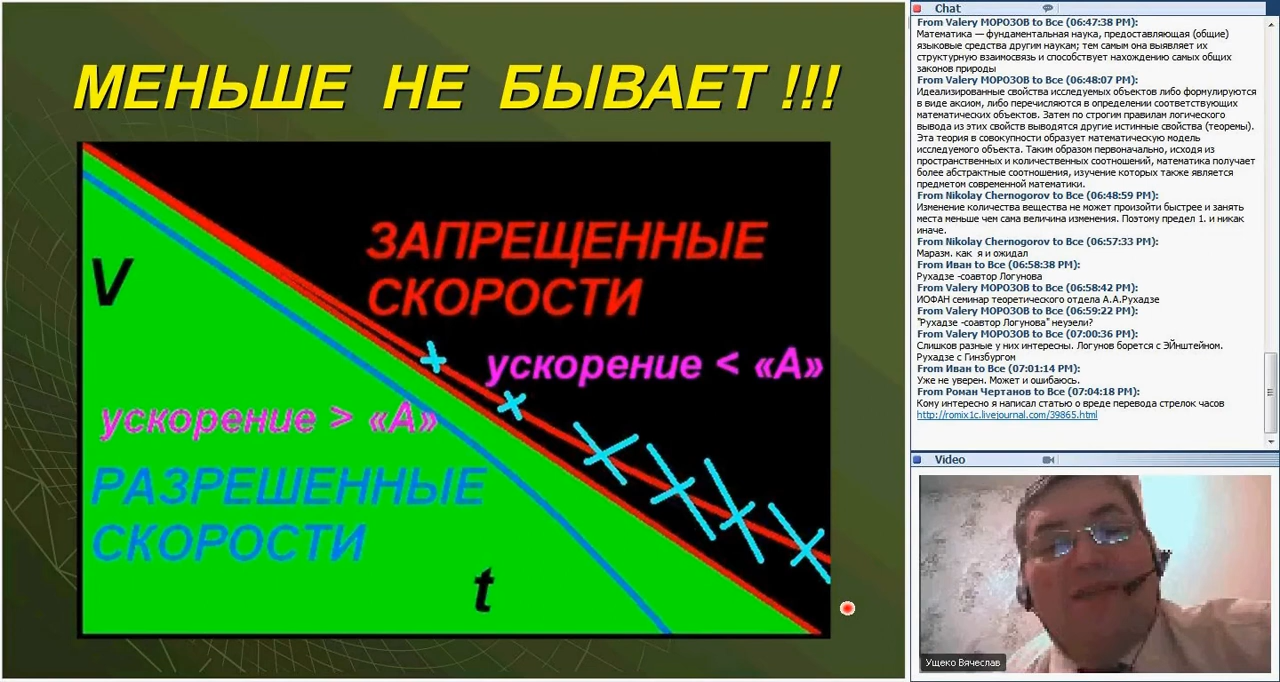 МЕНЬШЕ НЕ БЫВАЕТ !!!
ЗАПРЕЩЕННЫЕ
СКОРОСТИ
V
ускорение < «А»
ускорение > «А»
РАЗРЕШЕННЫЕ
СКОРОСТИ
t
Chat
From Valery МОРОЗОВ to Все (06:47:38 PM):
Математика — фундаментальная наука, предоставляющая (общие)
языковые средства другим наукам; тем самым она выявляет их
структурную взаимосвязь и способствует нахождению самых общих
законов природы
From Valery МОРОЗОВ to Все (06:48:07 PM):
Идеализированные свойства исследуемых объектов либо формулируются
в виде аксиом, либо перечисляются в определении соответствующих
математических объектов. Затем по строгим правилам логического
вывода из этих свойств выводятся другие истинные свойства (теоремы).
Эта теория в совокупности образует математическую модель
исследуемого объекта. Таким образом первоначально, исходя из
пространственных и количественных соотношений, математика получает
более абстрактные соотношения, изучение которых также является
предметом современной математики.
From Nikolay Chernogorov to Все (06:48:59 PM):
Изменение количества вещества не может произойти быстрее и занять
места меньше чем сама величина изменения. Поэтому предел 1. и никак
иначе.
From Nikolay Chernogorov to Все (06:57:33 PM):
Маразм. как я и ожидал
From Иван to Все (06:58:38 PM):
Рухадзе -соавтор Логунова
From Valery МОРОЗОВ to Все (06:58:42 PM):
ИОФАН семинар теоретического отдела А.А.Рухадзе
From Valery МОРОЗОВ to Все (06:59:22 PM):
"Рухадзе -соавтор Логунова" неуэели?
From Valery МОРОЗОВ to Все (07:00:36 PM):
Слишков разные у них интересны. Логунов борется с ЭЙнштейном.
Рухадзе с Гинзбургом
From Иван to Все (07:01:14 PM):
Уже не уверен. Может и ошибаюсь.
From Роман Чертанов to Все (07:04:18 PM):
Кому интересно я написал статью о вреде перевода стрелок часов
http://romix1c.livejournal.com/39865.html
Video
Ущеко Вячеслав